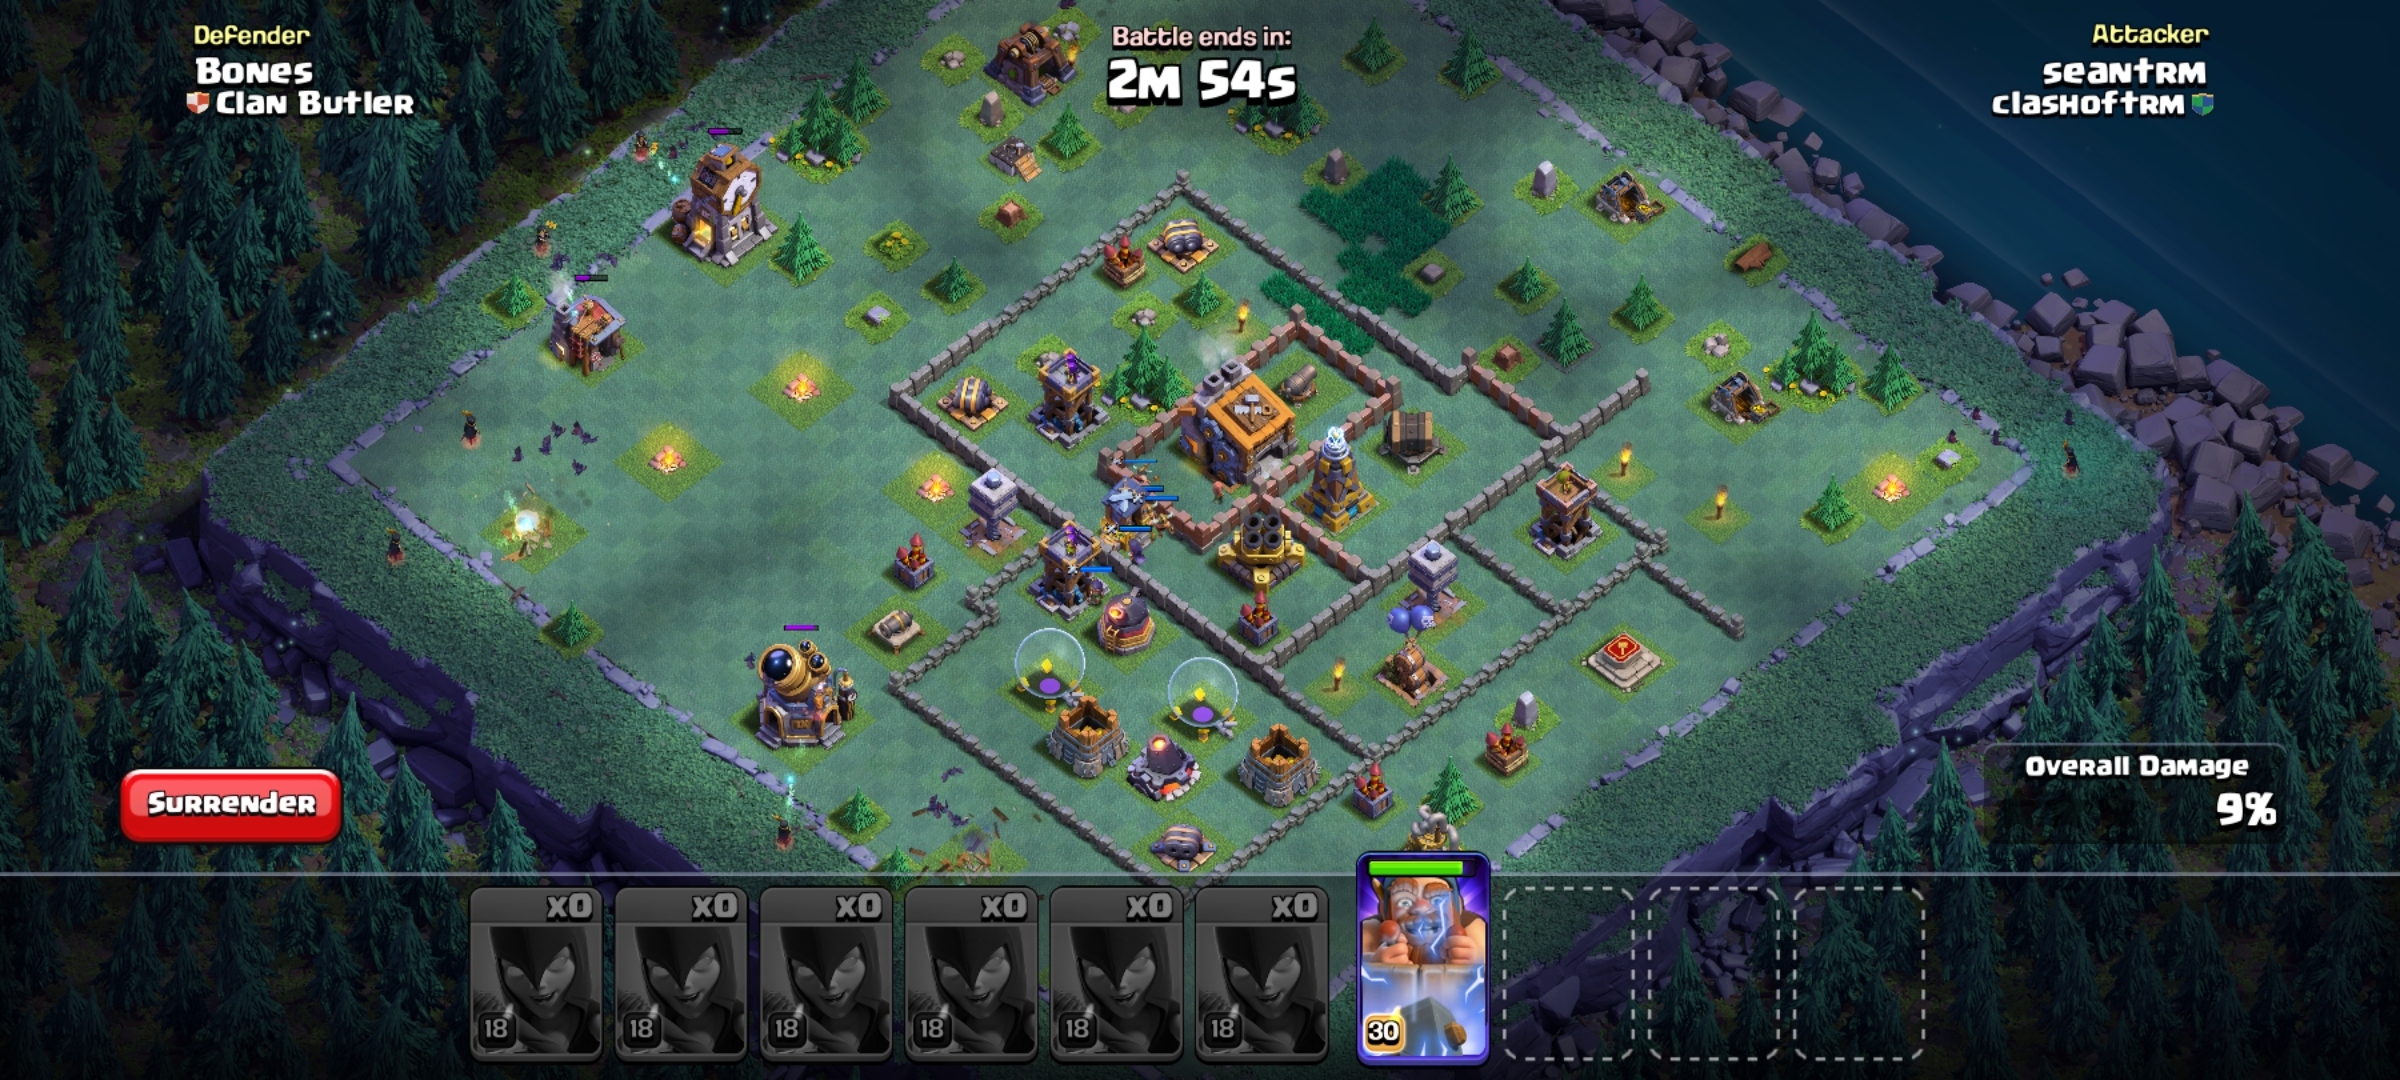 Defender
Bones
Clan Butler
Battle ends in:
2m 54s
Attacker
seantrm
clashoftrm
Surrender
Overall Damage
9%
x0
x0
x0
x0
x0
x0
18
18
18
18
18
18
30